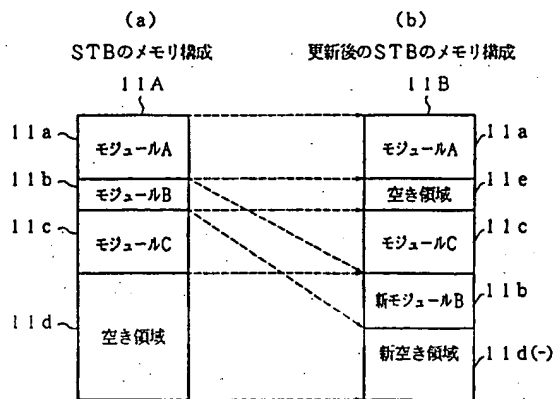 (a)
STBのメモリ構成
11A
(b)
更新後のSTBのメモリ構成
11B
11a
モジュールA
11b
モジュールB
11c
モジュールC
11d
空き領域
モジュールA
11a
空き領域
11e
モジュールC
11c
新モジュールB
11b
新空き領域
11d(-)